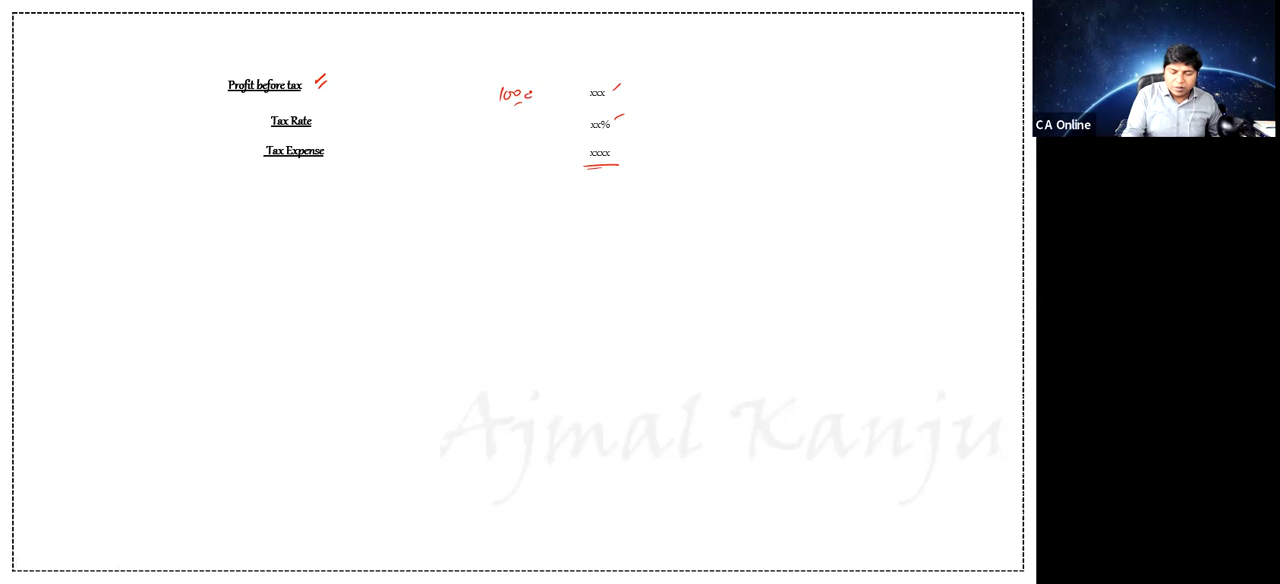 Profit before tax
1000 xxx
Tax Rate xx%
Tax Expense xxxx
Ajmal Kanju
CA Online